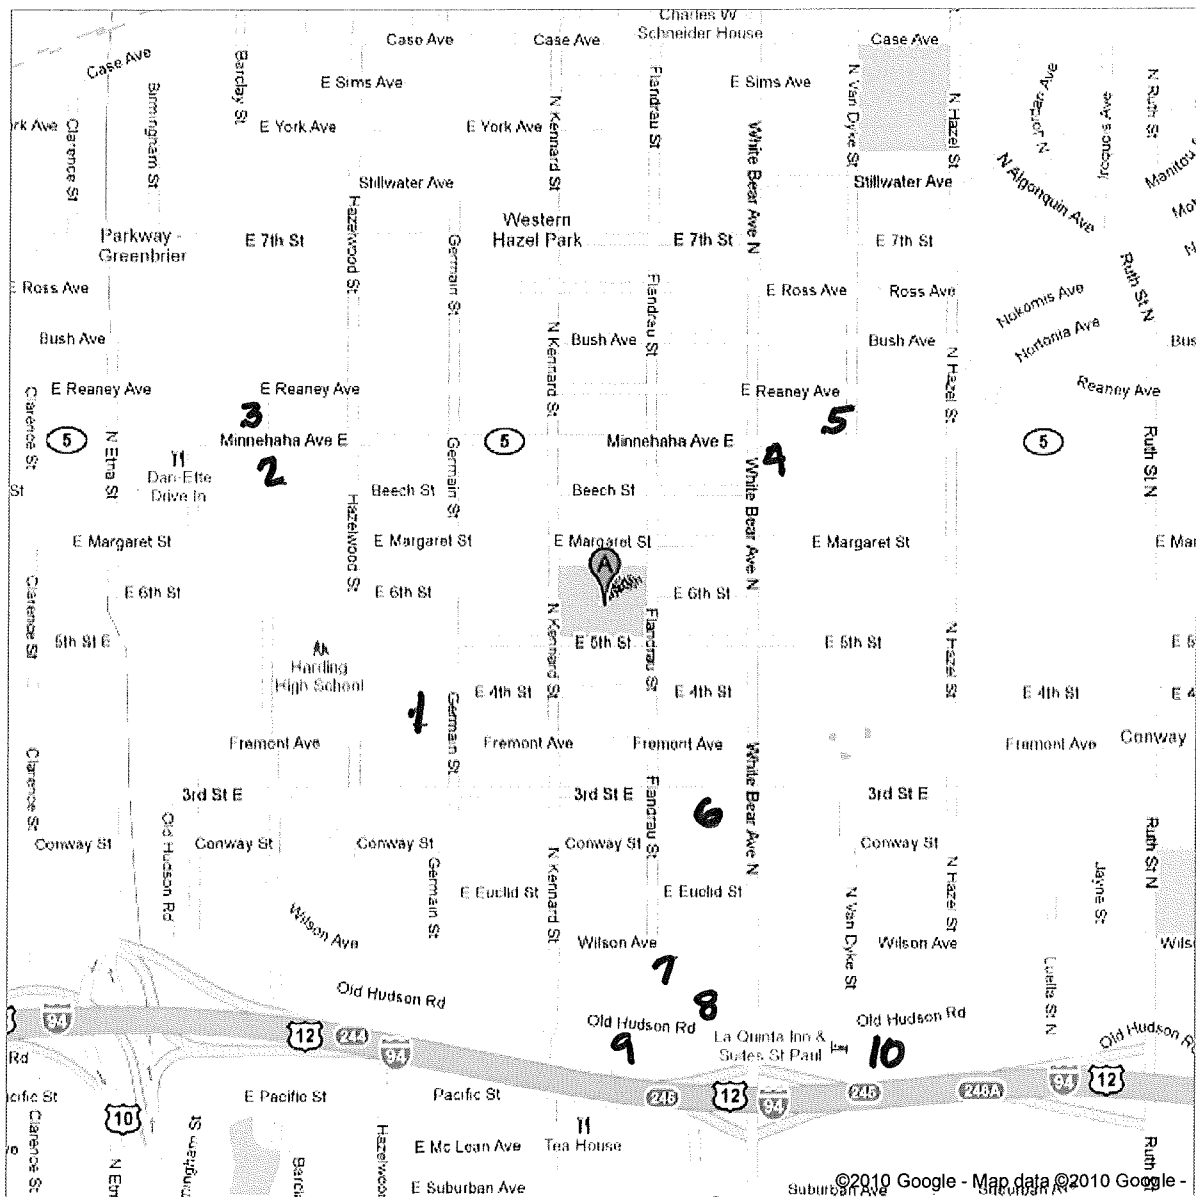 Charles W
Schneider House
Case Ave
Case Ave
Case Ave
Case Ave
Barclay St
E Sims Ave
Flandrau St
E Sims Ave
N Van Dyke St
N Ruth St
Birmingham St
N Kennard St
N Hazel St
Iroquois Ave
Clarence St
E York Ave
E York Ave
White Bear Ave N
N Algonquin Ave
Manitou
Stillwater Ave
Stillwater Ave
Hazelwood St
Western
Hazel Park
Parkway -
Greenbrier
E 7th St
Germain St
E 7th St
E 7th St
Ruth St N
E Ross Ave
Flandrau St
E Ross Ave
Ross Ave
Nokomis Ave
Nortonia Ave
Bush Ave
N Kennard St
Bush Ave
Bush Ave
N Hazel St
E Reaney Ave
E Reaney Ave
E Reaney Ave
Reaney Ave
Clarence St
3
5
5
N Etna St
Minnehaha Ave E
Germain St
5
Minnehaha Ave E
4
5
Ruth St N
Dari-Ette
Drive In
2
White Bear Ave N
St
Beech St
Beech St
Hazelwood St
E Margaret St
E Margaret St
E Margaret St
E Margaret St
E Mar
A
Clarence St
E 6th St
E 6th St
E 6th St
N Kennard St
Flandrau St
5th St E
E 5th St
E 5th St
N Hazel St
E 5
Harding
High School
E 4th St
E 4th St
E 4th St
E 4
1
Germain St
Fremont Ave
Fremont Ave
Fremont Ave
Fremont Ave
Conway
White Bear Ave N
Clarence St
3rd St E
3rd St E
Flandrau St
3rd St E
6
Old Hudson Rd
Conway St
Conway St
Conway St
Conway St
Conway St
Ruth St N
Germain St
N Kennard St
N Hazel St
Jayne St
E Euclid St
E Euclid St
N Van Dyke St
Wilson Ave
Wilson Ave
Wilson Ave
Wils
7
Luella St N
Old Hudson Rd
8
94
12
244
94
Old Hudson Rd
9
La Quinta Inn &
Suites St Paul
Old Hudson Rd
10
Old Hudson R
Rd
245
12
94
245
246A
94
12
acific St
10
E Pacific St
Pacific St
Clarence St
N Etn
Hazelwood
E Mc Lean Ave
Tea House
Ruth St
E Suburban Ave
Suburban Ave
©2010 Google - Map data ©2010 Google -